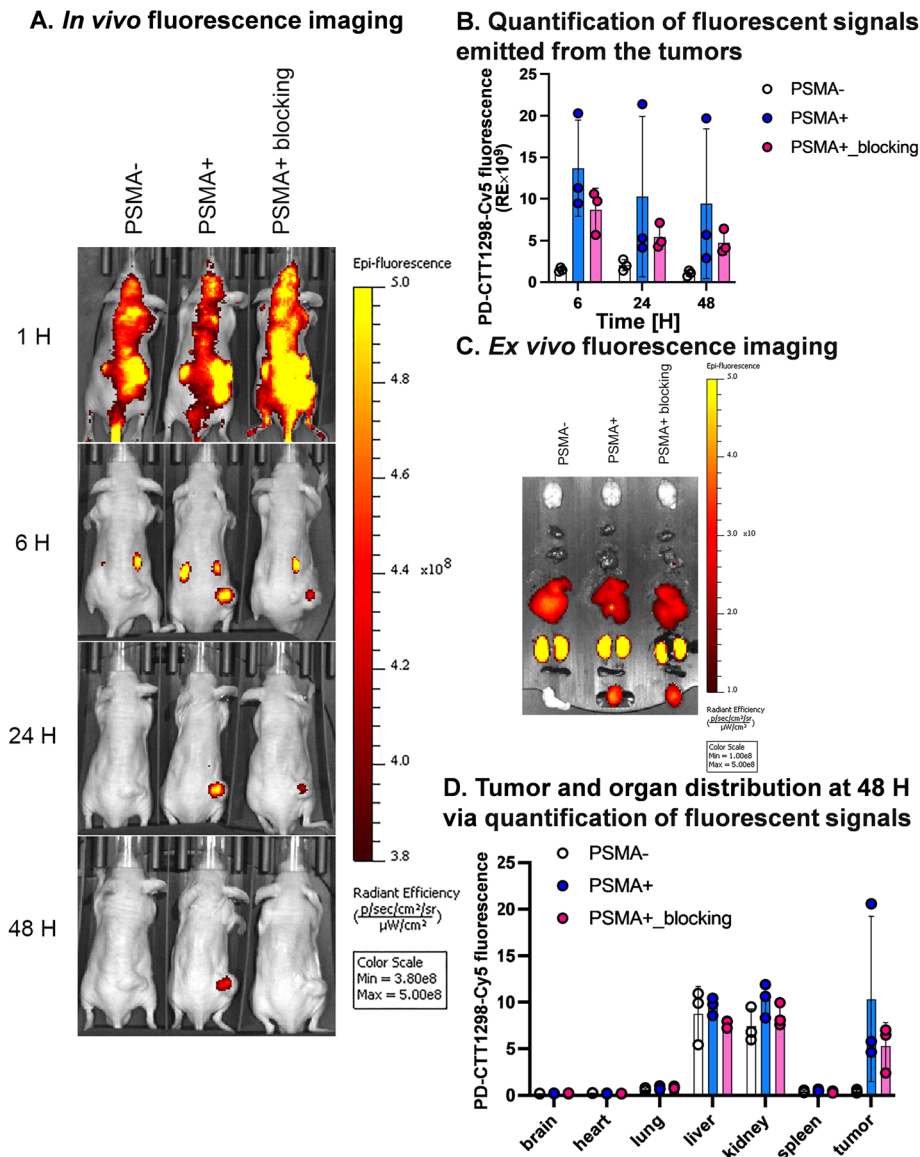 A. In vivo fluorescence imaging
PSMA-
PSMA+
PSMA+ blocking
1 H
6 H
24 H
48 H
Epi-fluorescence
5.0
4.8
4.6
4.4
x10⁸
4.2
4.0
3.8
Radiant Efficiency
(p/sec/cm²/sr
µW/cm²)
Color Scale
Min = 3.80e8
Max = 5.00e8
B. Quantification of fluorescent signals
emitted from the tumors
PD-CTT1298-Cy5 fluorescence
(RE×10⁹)
25
20
15
10
5
0
6
24
48
Time [H]
PSMA-
PSMA+
PSMA+_blocking
C. Ex vivo fluorescence imaging
PSMA-
PSMA+
PSMA+ blocking
Epi-fluorescence
5.0
4.0
3.0
x10
2.0
1.0
Radiant Efficiency
(p/sec/cm²/sr
µW/cm²)
Color Scale
Min = 1.00e8
Max = 5.00e8
D. Tumor and organ distribution at 48 H
via quantification of fluorescent signals
PD-CTT1298-Cy5 fluorescence
25
20
15
10
5
0
PSMA-
PSMA+
PSMA+_blocking
brain
heart
lung
liver
kidney
spleen
tumor